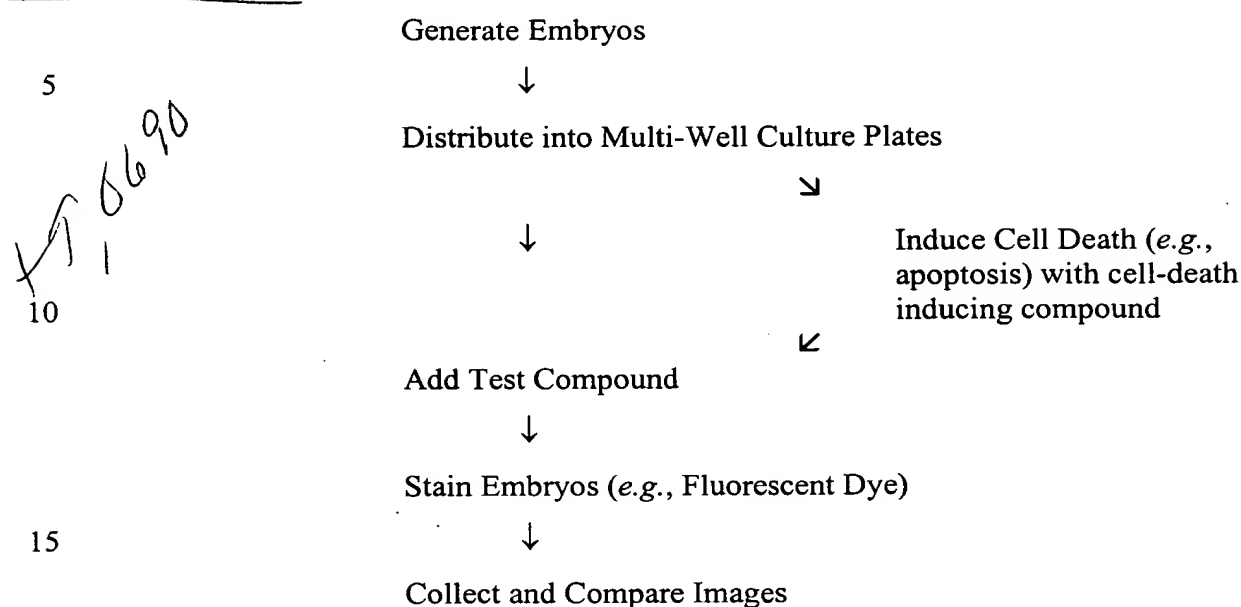 Generate Embryos
5
↓
Distribute into Multi-Well Culture Plates
↘
↓
Induce Cell Death (e.g.,
apoptosis) with cell-death
10
inducing compound
↙
Add Test Compound
↓
Stain Embryos (e.g., Fluorescent Dye)
15
↓
Collect and Compare Images